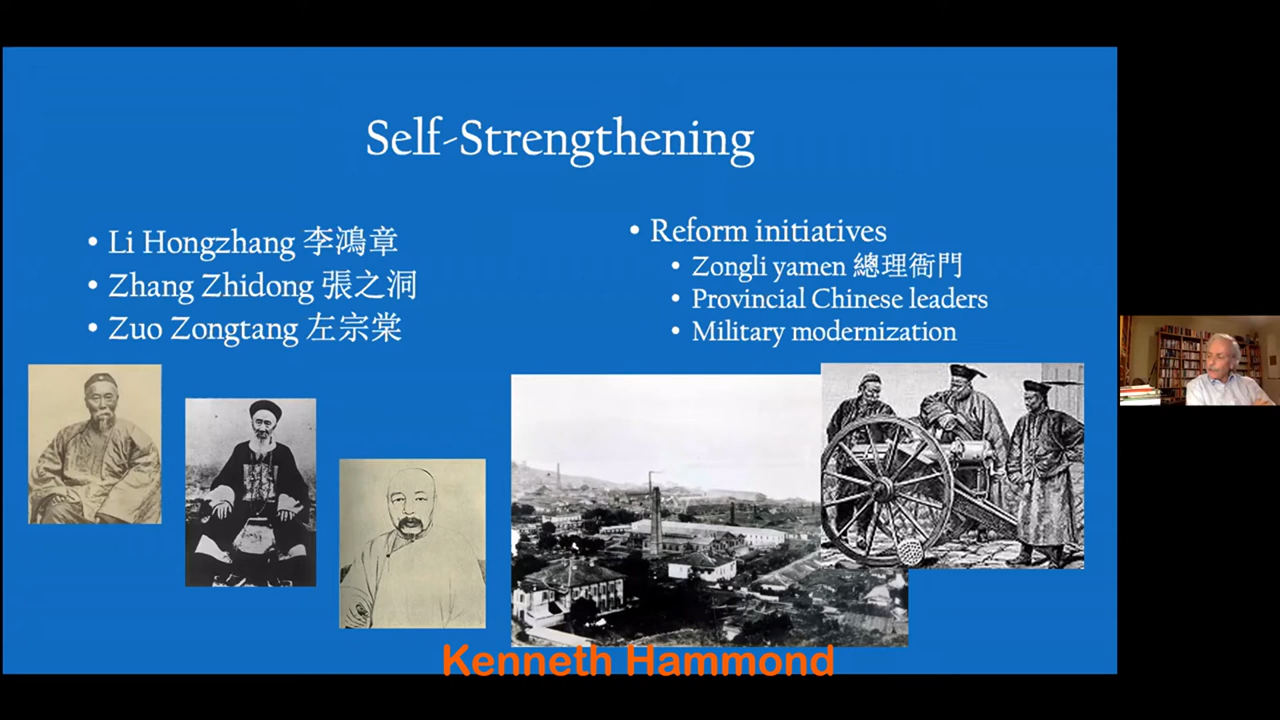 Self-Strengthening
• Li Hongzhang 李鴻章
• Zhang Zhidong 張之洞
• Zuo Zongtang 左宗棠
• Reform initiatives
• Zongli yamen 總理衙門
• Provincial Chinese leaders
• Military modernization
Kenneth Hammond